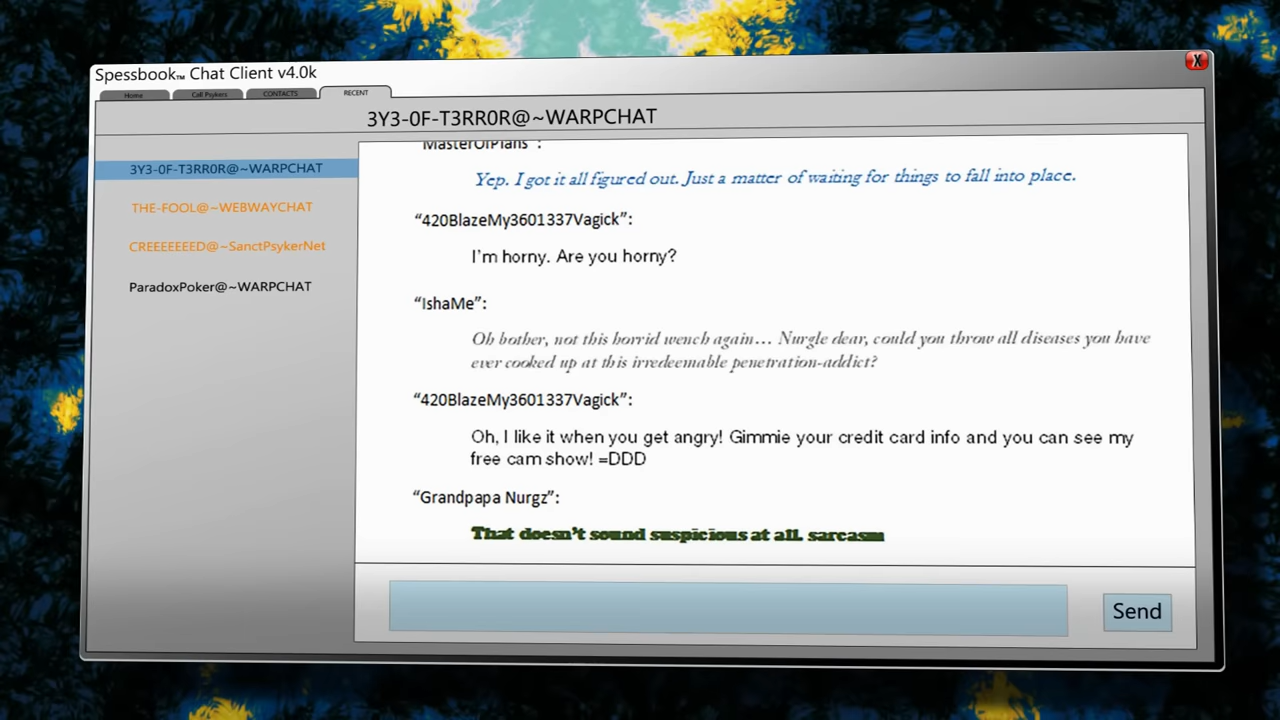 Spessbook™ Chat Client v4.0k
X
Home
Call Psykers
CONTACTS
RECENT
3Y3-0F-T3RR0R@~WARPCHAT
3Y3-0F-T3RR0R@~WARPCHAT
THE-FOOL@~WEBWAYCHAT
CREEEEEED@~SanctPsykerNet
ParadoxPoker@~WARPCHAT
"MasterOfPlans":
Yep. I got it all figured out. Just a matter of waiting for things to fall into place.
“420BlazeMy3601337Vagick”:
I’m horny. Are you horny?
“IshaMe”:
Oh bother, not this horrid wench again… Nurgle dear, could you throw all diseases you have
ever cooked up at this irredeemable penetration-addict?
“420BlazeMy3601337Vagick”:
Oh, I like it when you get angry! Gimmie your credit card info and you can see my
free cam show! =DDD
“Grandpapa Nurgz”:
That doesn’t sound suspicious at all. sarcasm
Send